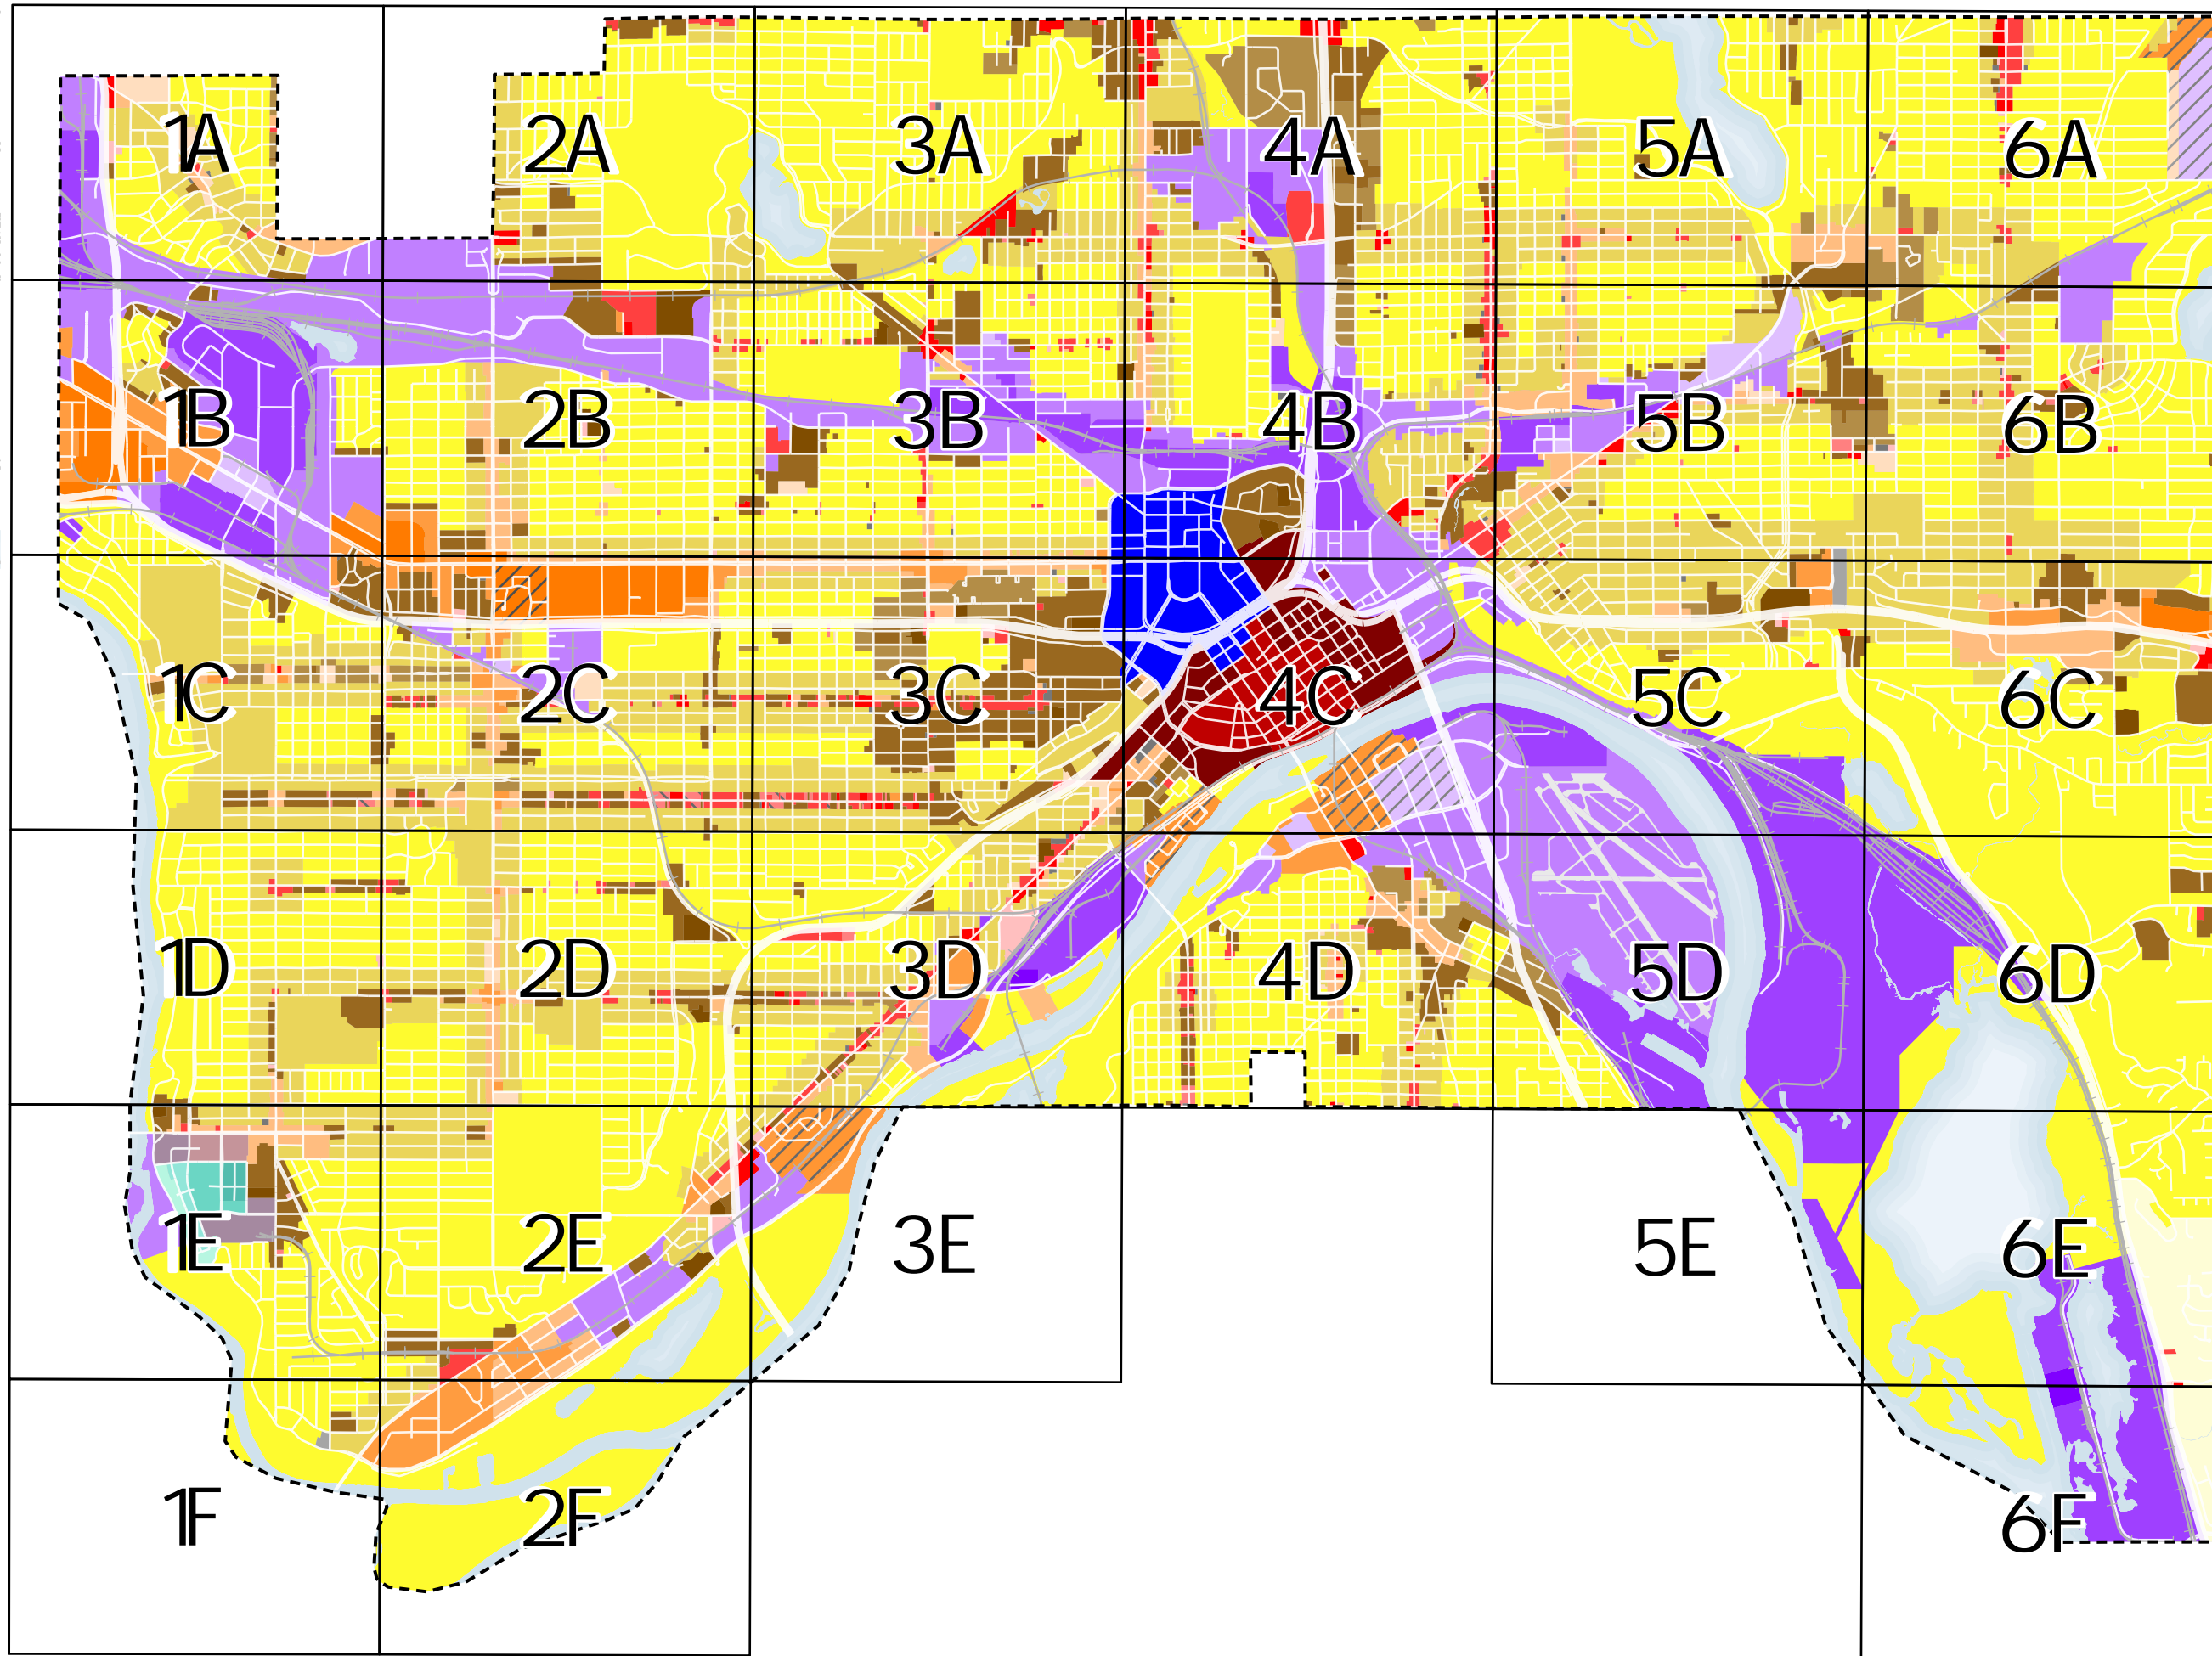 1A 2A 3A 4A 5A 6A
1B 2B 3B 4B 5B 6B
1C 2C 3C 4C 5C 6C
1D 2D 3D 4D 5D 6D
1E 2E 3E 5E 6E
1F 2F 6F